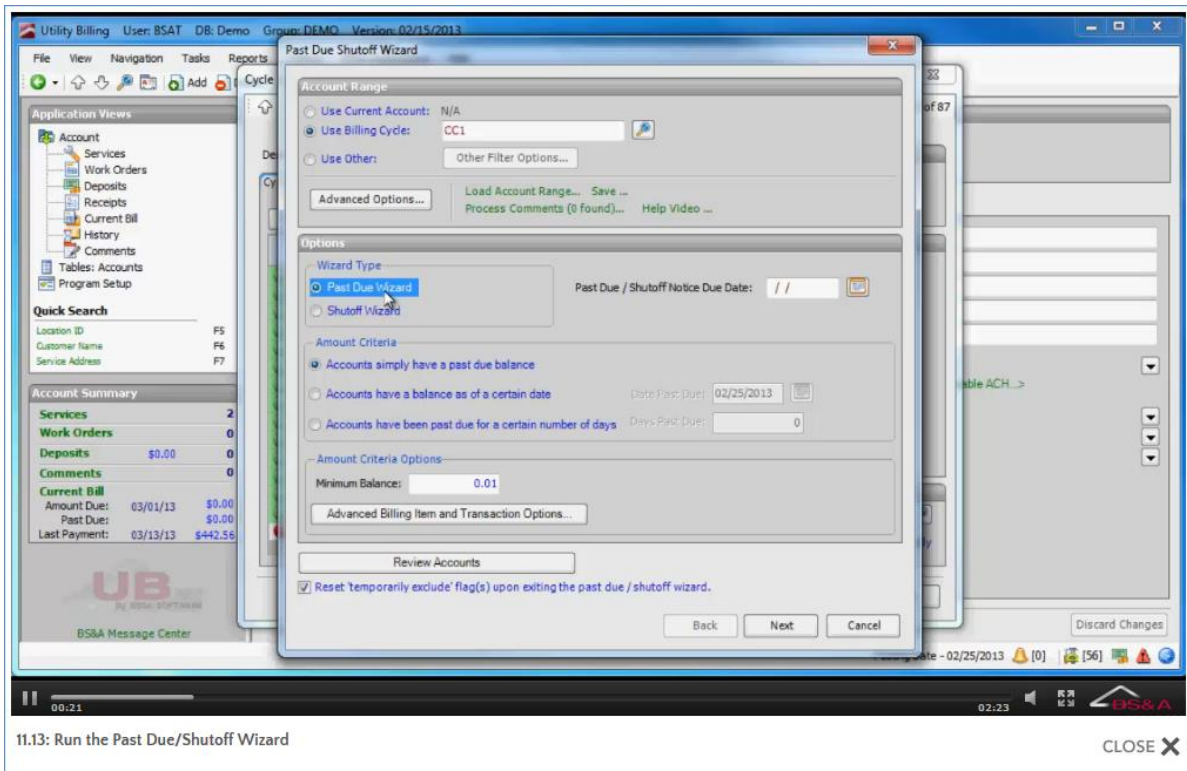 Utility Billing User: BSAT DB: Demo Group: DEMO Version: 02/15/2013
File View Navigation Tasks Reports
Add
Application Views
Account
Services
Work Orders
Deposits
Receipts
Current Bill
History
Comments
Tables: Accounts
Program Setup
Quick Search
Location ID F5
Customer Name F6
Service Address F7
Account Summary
Services 2
Work Orders 0
Deposits $0.00 0
Comments 0
Current Bill
Amount Due: 03/01/13 $0.00
Past Due: $0.00
Last Payment: 03/13/13 $442.56
UB
BY BS&A SOFTWARE
BS&A Message Center
Cycle
of 87
Past Due Shutoff Wizard
Account Range
Use Current Account: N/A
Use Billing Cycle: CC1
Use Other: Other Filter Options...
Advanced Options...
Load Account Range... Save ...
Process Comments (0 found)... Help Video ...
Options
Wizard Type
Past Due Wizard
Shutoff Wizard
Past Due / Shutoff Notice Due Date: / /
Amount Criteria
Accounts simply have a past due balance
Accounts have a balance as of a certain date Date Past Due: 02/25/2013
Accounts have been past due for a certain number of days Days Past Due: 0
Amount Criteria Options
Minimum Balance: 0.01
Advanced Billing Item and Transaction Options...
Review Accounts
Reset 'temporarily exclude' flag(s) upon exiting the past due / shutoff wizard.
Back Next Cancel
ACH...>
Discard Changes
Date - 02/25/2013 [0] [56]
00:21
02:23
BS&A
11.13: Run the Past Due/Shutoff Wizard
CLOSE X